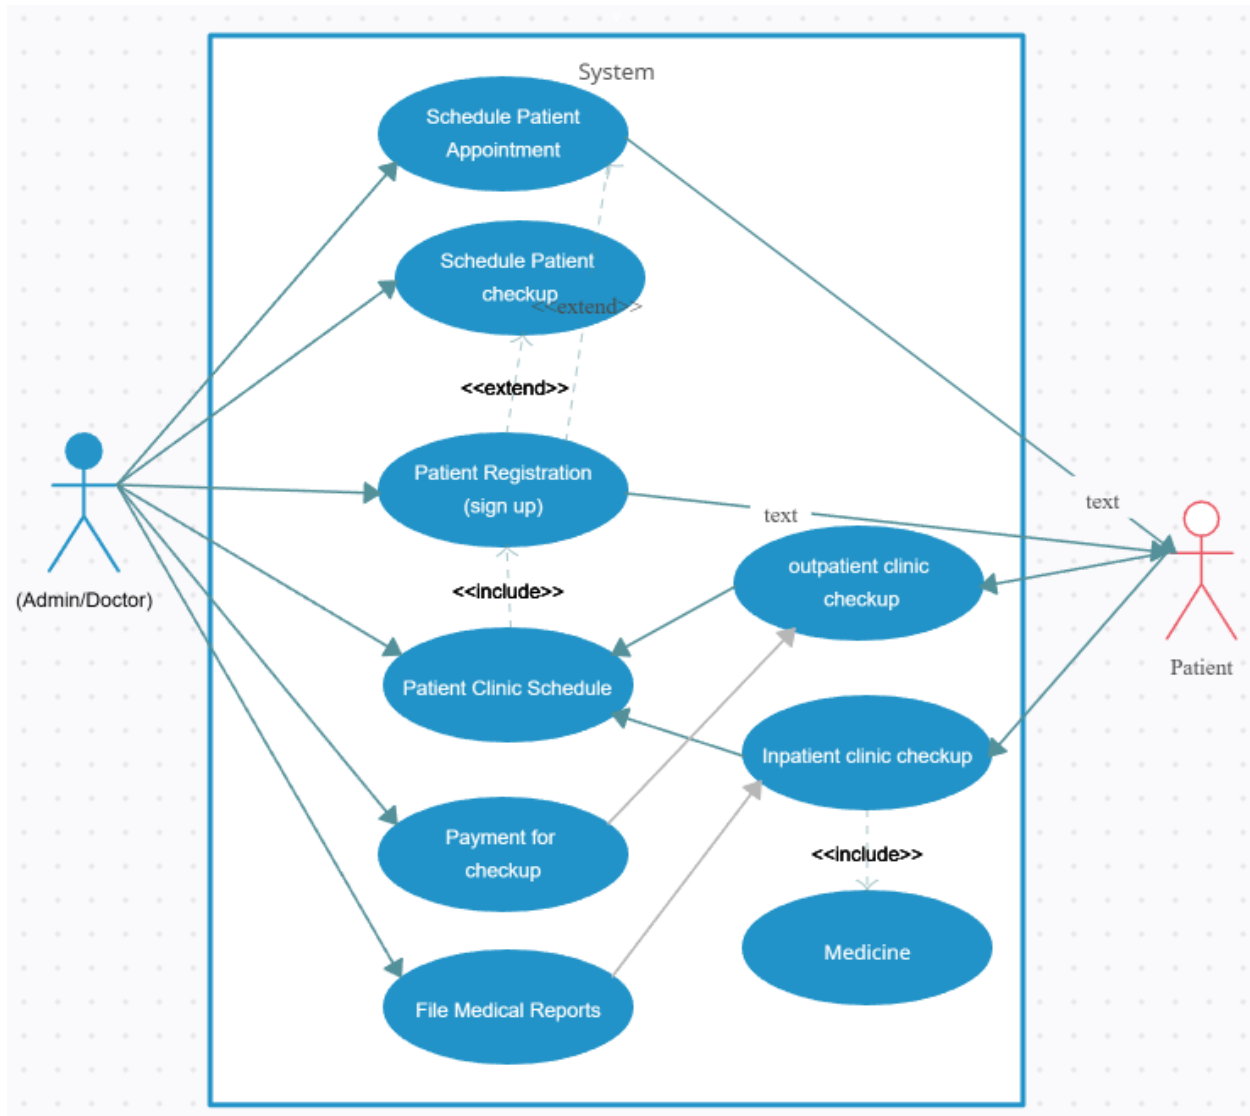 System
Schedule Patient
Appointment
Schedule Patient
checkup
<<extend>>
<<extend>>
Patient Registration
(sign up)
text
text
outpatient clinic
checkup
<<include>>
(Admin/Doctor)
Patient
Patient Clinic Schedule
Inpatient clinic checkup
Payment for
checkup
<<include>>
Medicine
File Medical Reports